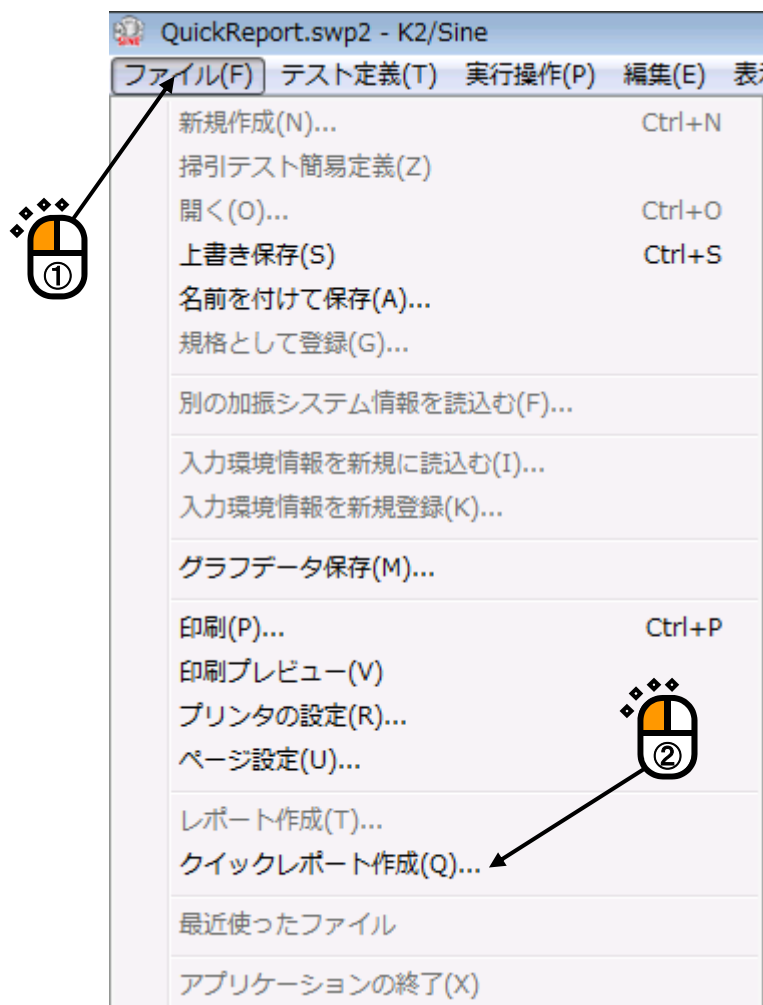 SINE QuickReport.swp2 - K2/Sine
ファイル(F) テスト定義(T) 実行操作(P) 編集(E)
新規作成(N)... Ctrl+N
掃引テスト簡易定義(Z)
開く(O)... Ctrl+O
①
上書き保存(S) Ctrl+S
名前を付けて保存(A)...
規格として登録(G)...
別の加振システム情報を読込む(F)...
入力環境情報を新規に読込む(I)...
入力環境情報を新規登録(K)...
グラフデータ保存(M)...
印刷(P)... Ctrl+P
印刷プレビュー(V)
プリンタの設定(R)...
ページ設定(U)...
②
レポート作成(T)...
クイックレポート作成(Q)...
最近使ったファイル
アプリケーションの終了(X)